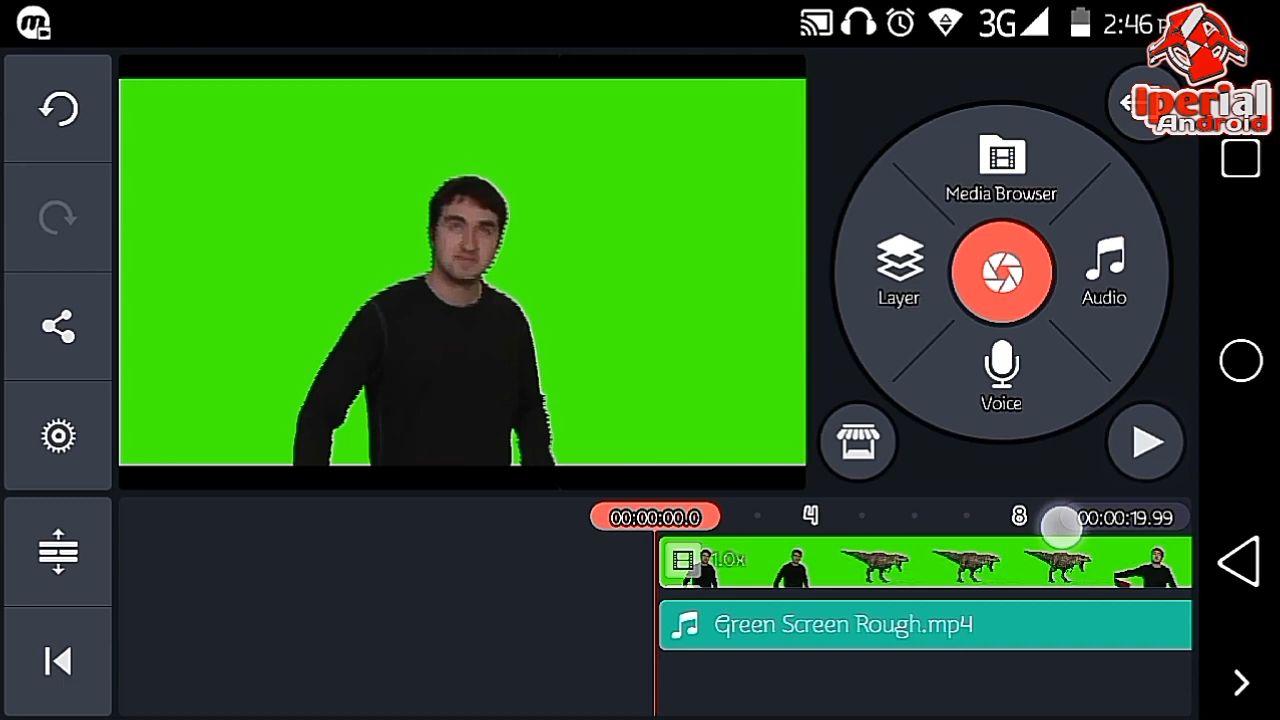 3G 2:46
Iperial
Android
Media Browser
Layer
Audio
Voice
00:00:00.0
4
8
00:00:19.99
1.0x
Green Screen Rough.mp4